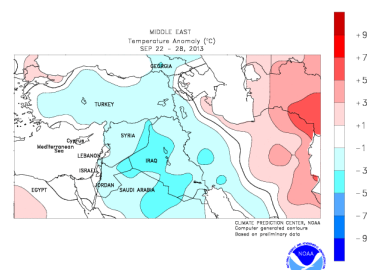 MIDDLE EAST
Temperature Anomaly (°C)
SEP 22 - 28, 2013
GEORGIA
TURKEY
SYRIA
Cyprus
Mediterranean
Sea
LEBANON
IRAQ
ISRAEL
JORDAN
EGYPT
SAUDI ARABIA
CLIMATE PREDICTION CENTER, NOAA
Computer generated contours
Based on preliminary data
NOAA
+ 9
+ 7
+ 5
+ 3
+ 1
- 1
- 3
- 5
- 7
- 9